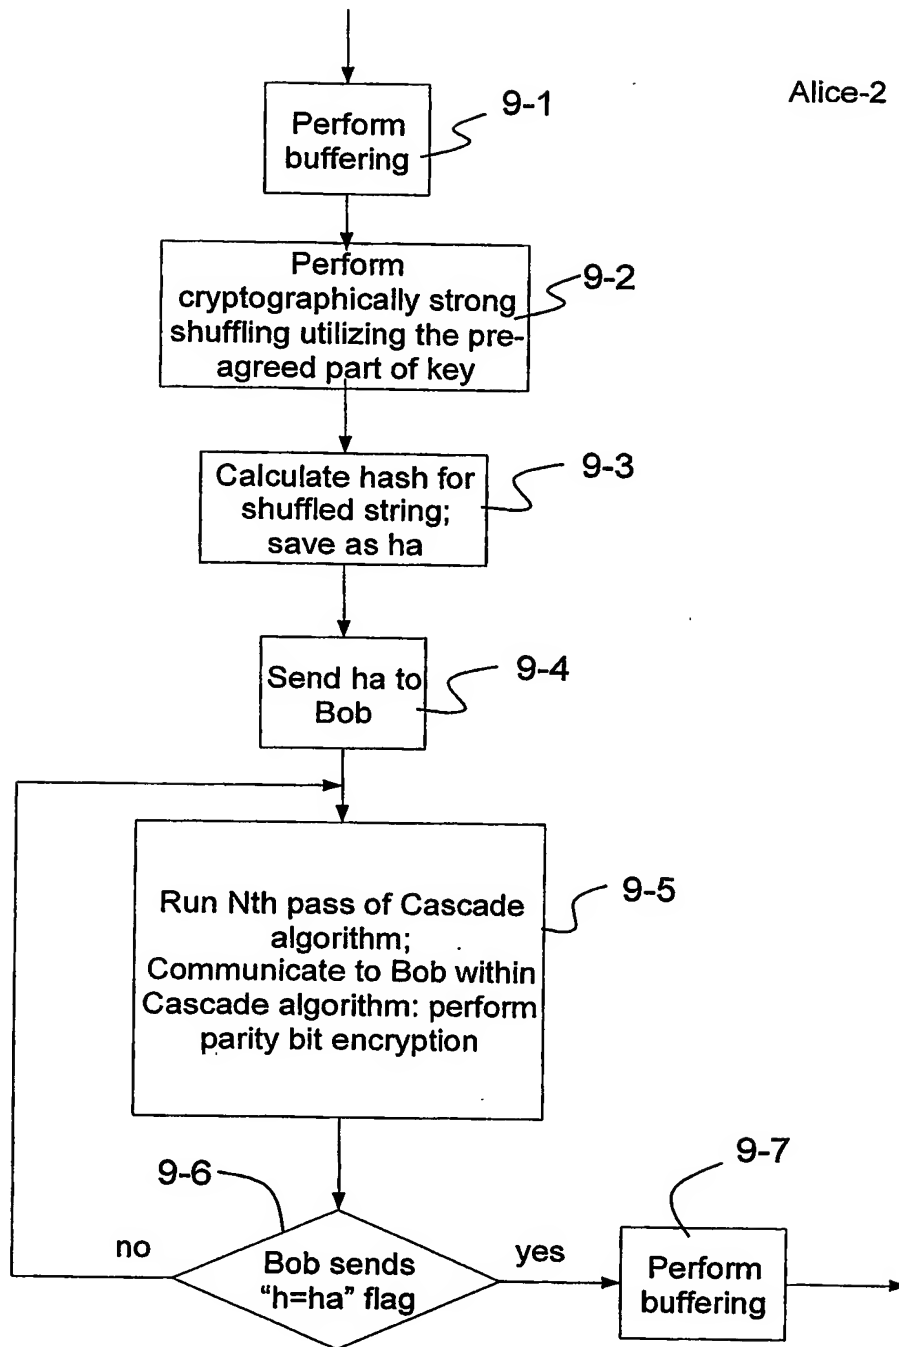 Alice-2
9-1
Perform
buffering
9-2
Perform
cryptographically strong
shuffling utilizing the pre-
agreed part of key
9-3
Calculate hash for
shuffled string;
save as ha
9-4
Send ha to
Bob
9-5
Run Nth pass of Cascade
algorithm;
Communicate to Bob within
Cascade algorithm: perform
parity bit encryption
9-6
9-7
no
Bob sends
"h=ha" flag
yes
Perform
buffering